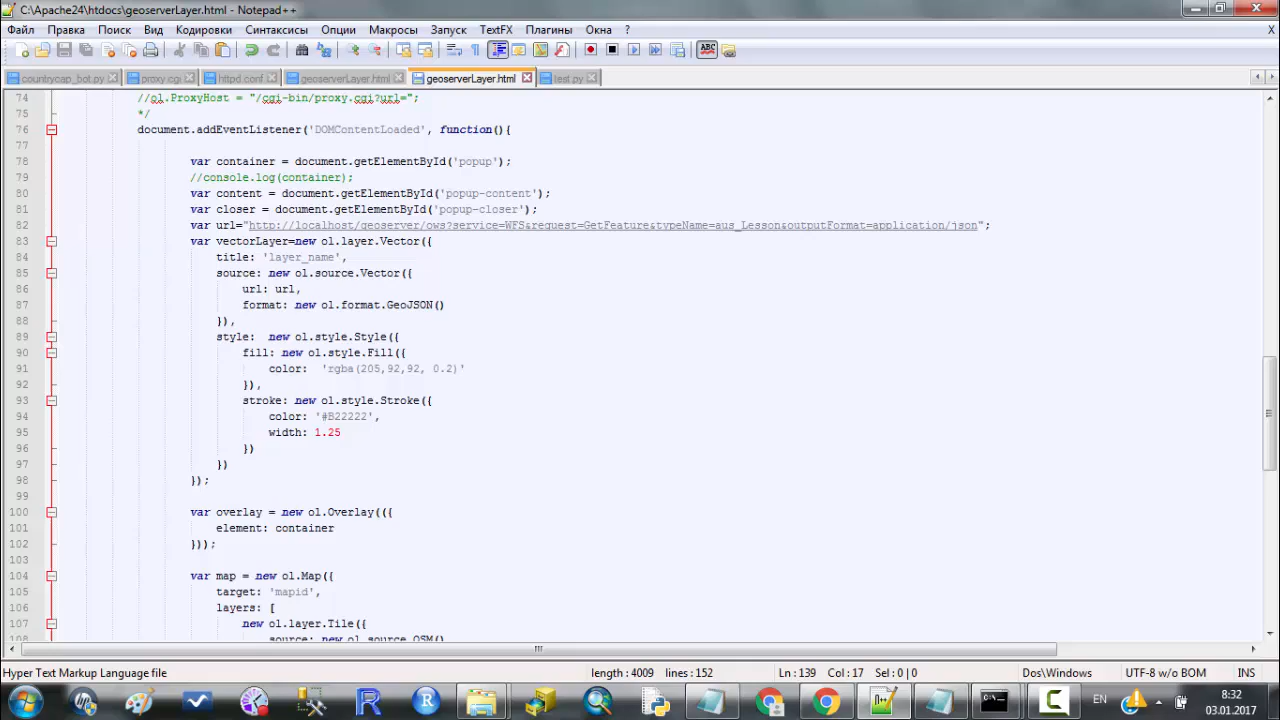 C:\Apache24\htdocs\geoserverLayer.html - Notepad++
Файл Правка Поиск Вид Кодировки Синтаксисы Опции Макросы Запуск TextFX Плагины Окна ? X
countrycap_bot.py proxy.cgi httpd.conf geoserverLayer.html geoserverLayer.html test.py
74 //ol.ProxyHost = "/cgi-bin/proxy.cgi?url=";
75 */
76 document.addEventListener('DOMContentLoaded', function(){
77
78 var container = document.getElementById('popup');
79 //console.log(container);
80 var content = document.getElementById('popup-content');
81 var closer = document.getElementById('popup-closer');
82 var url="http://localhost/geoserver/ows?service=WFS&request=GetFeature&typeName=aus_Lesson&outputFormat=application/json";
83 var vectorLayer=new ol.layer.Vector({
84 title: 'layer_name',
85 source: new ol.source.Vector({
86 url: url,
87 format: new ol.format.GeoJSON()
88 }),
89 style: new ol.style.Style({
90 fill: new ol.style.Fill({
91 color: 'rgba(205,92,92, 0.2)'
92 }),
93 stroke: new ol.style.Stroke({
94 color: '#B22222',
95 width: 1.25
96 })
97 })
98 });
99
100 var overlay = new ol.Overlay(({
101 element: container
102 }));
103
104 var map = new ol.Map({
105 target: 'mapid',
106 layers: [
107 new ol.layer.Tile({
108 source: new ol.source.OSM()
Hyper Text Markup Language file length : 4009 lines : 152 Ln : 139 Col : 17 Sel : 0 | 0 Dos\Windows UTF-8 w/o BOM INS
EN 8:32
03.01.2017